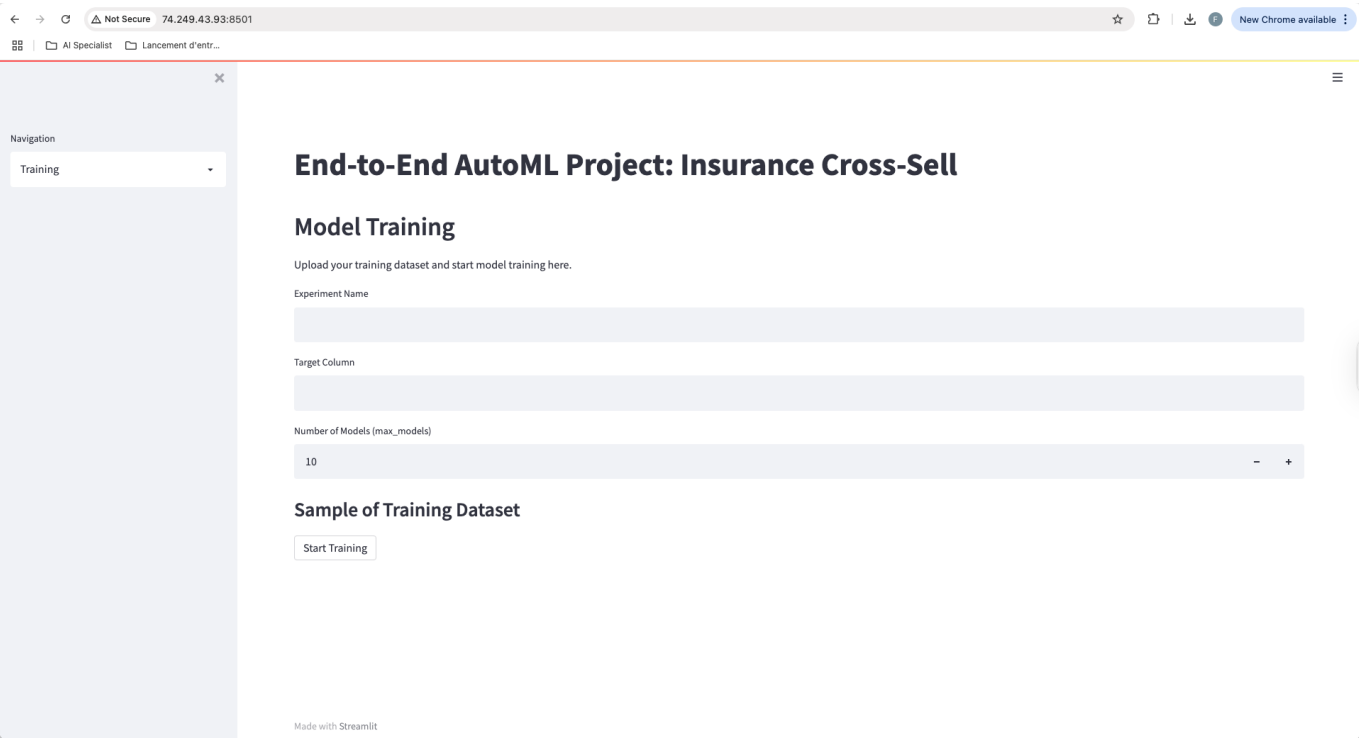 Not Secure 74.249.43.93:8501
F
New Chrome available
AI Specialist Lancement d'entr...
Navigation
Training
End-to-End AutoML Project: Insurance Cross-Sell
Model Training
Upload your training dataset and start model training here.
Experiment Name
Target Column
Number of Models (max_models)
10
Sample of Training Dataset
Start Training
Made with Streamlit